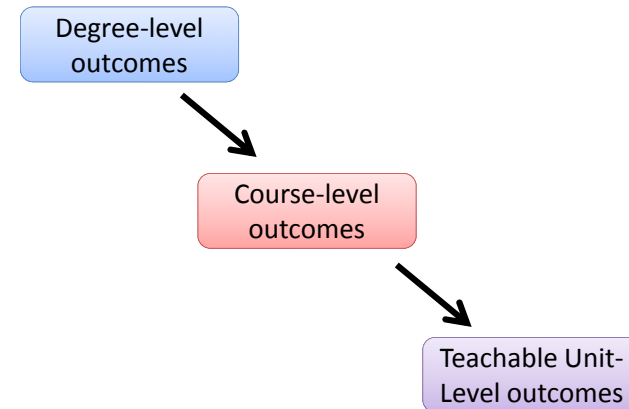 Degree-level
outcomes
Course-level
outcomes
Teachable Unit-
Level outcomes